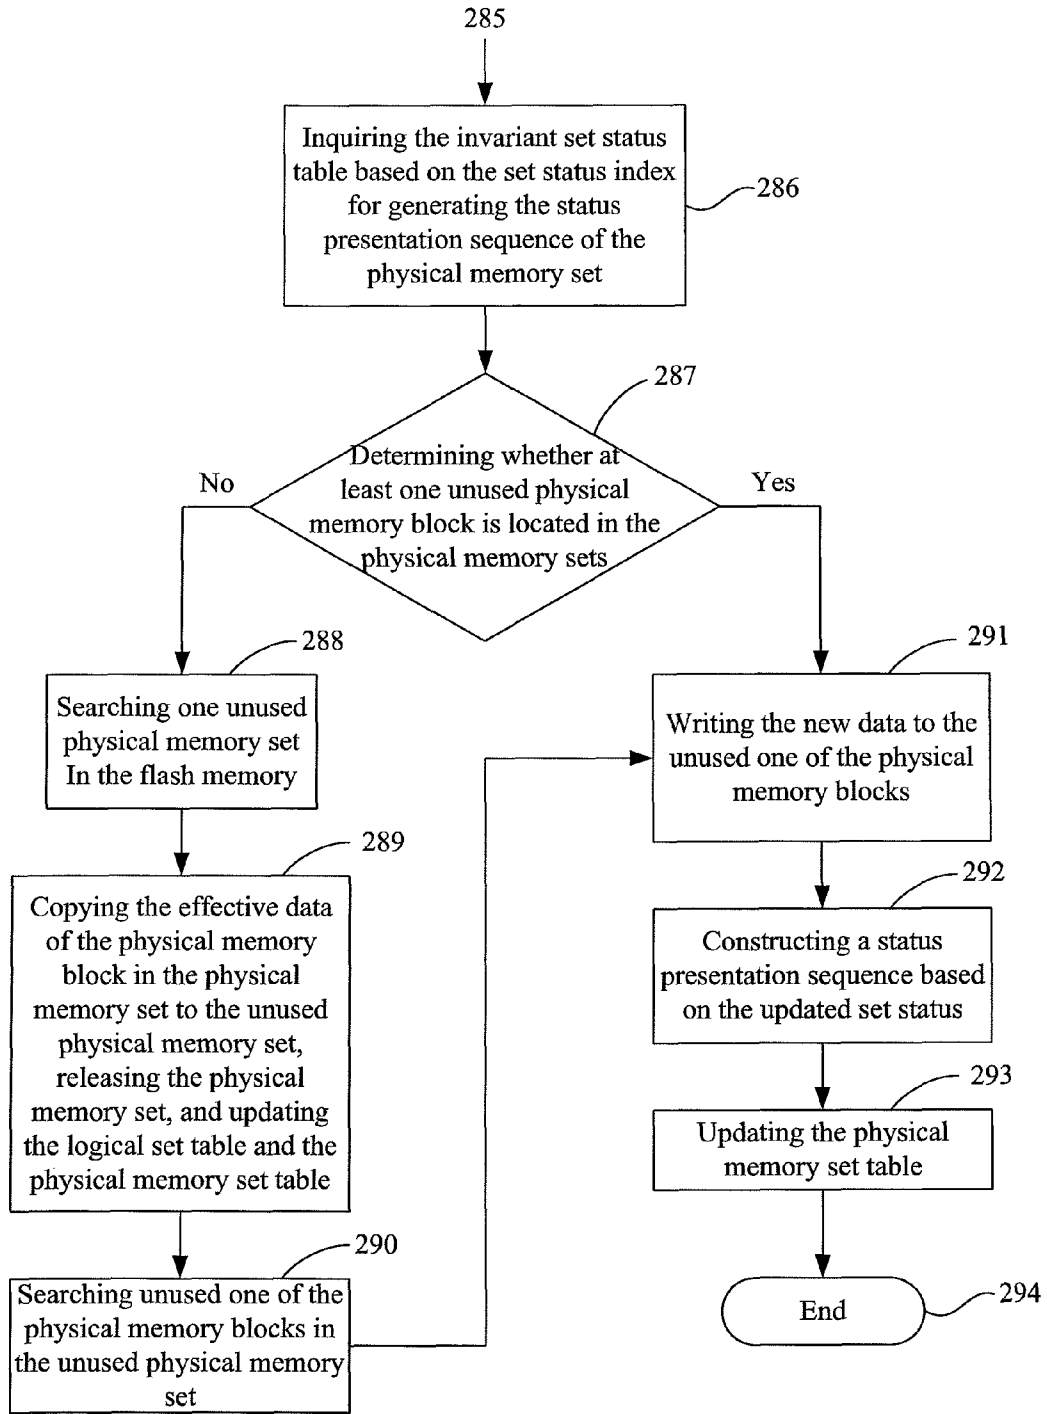 285
Inquiring the invariant set status
table based on the set status index
for generating the status
presentation sequence of the
physical memory set
286
287
Determining whether at
least one unused physical
memory block is located in the
physical memory sets
No
Yes
288
Searching one unused
physical memory set
In the flash memory
289
Copying the effective data
of the physical memory
block in the physical
memory set to the unused
physical memory set,
releasing the physical
memory set, and updating
the logical set table and the
physical memory set table
290
Searching unused one of the
physical memory blocks in
the unused physical memory
set
291
Writing the new data to the
unused one of the physical
memory blocks
292
Constructing a status
presentation sequence based
on the updated set status
293
Updating the physical
memory set table
End
294